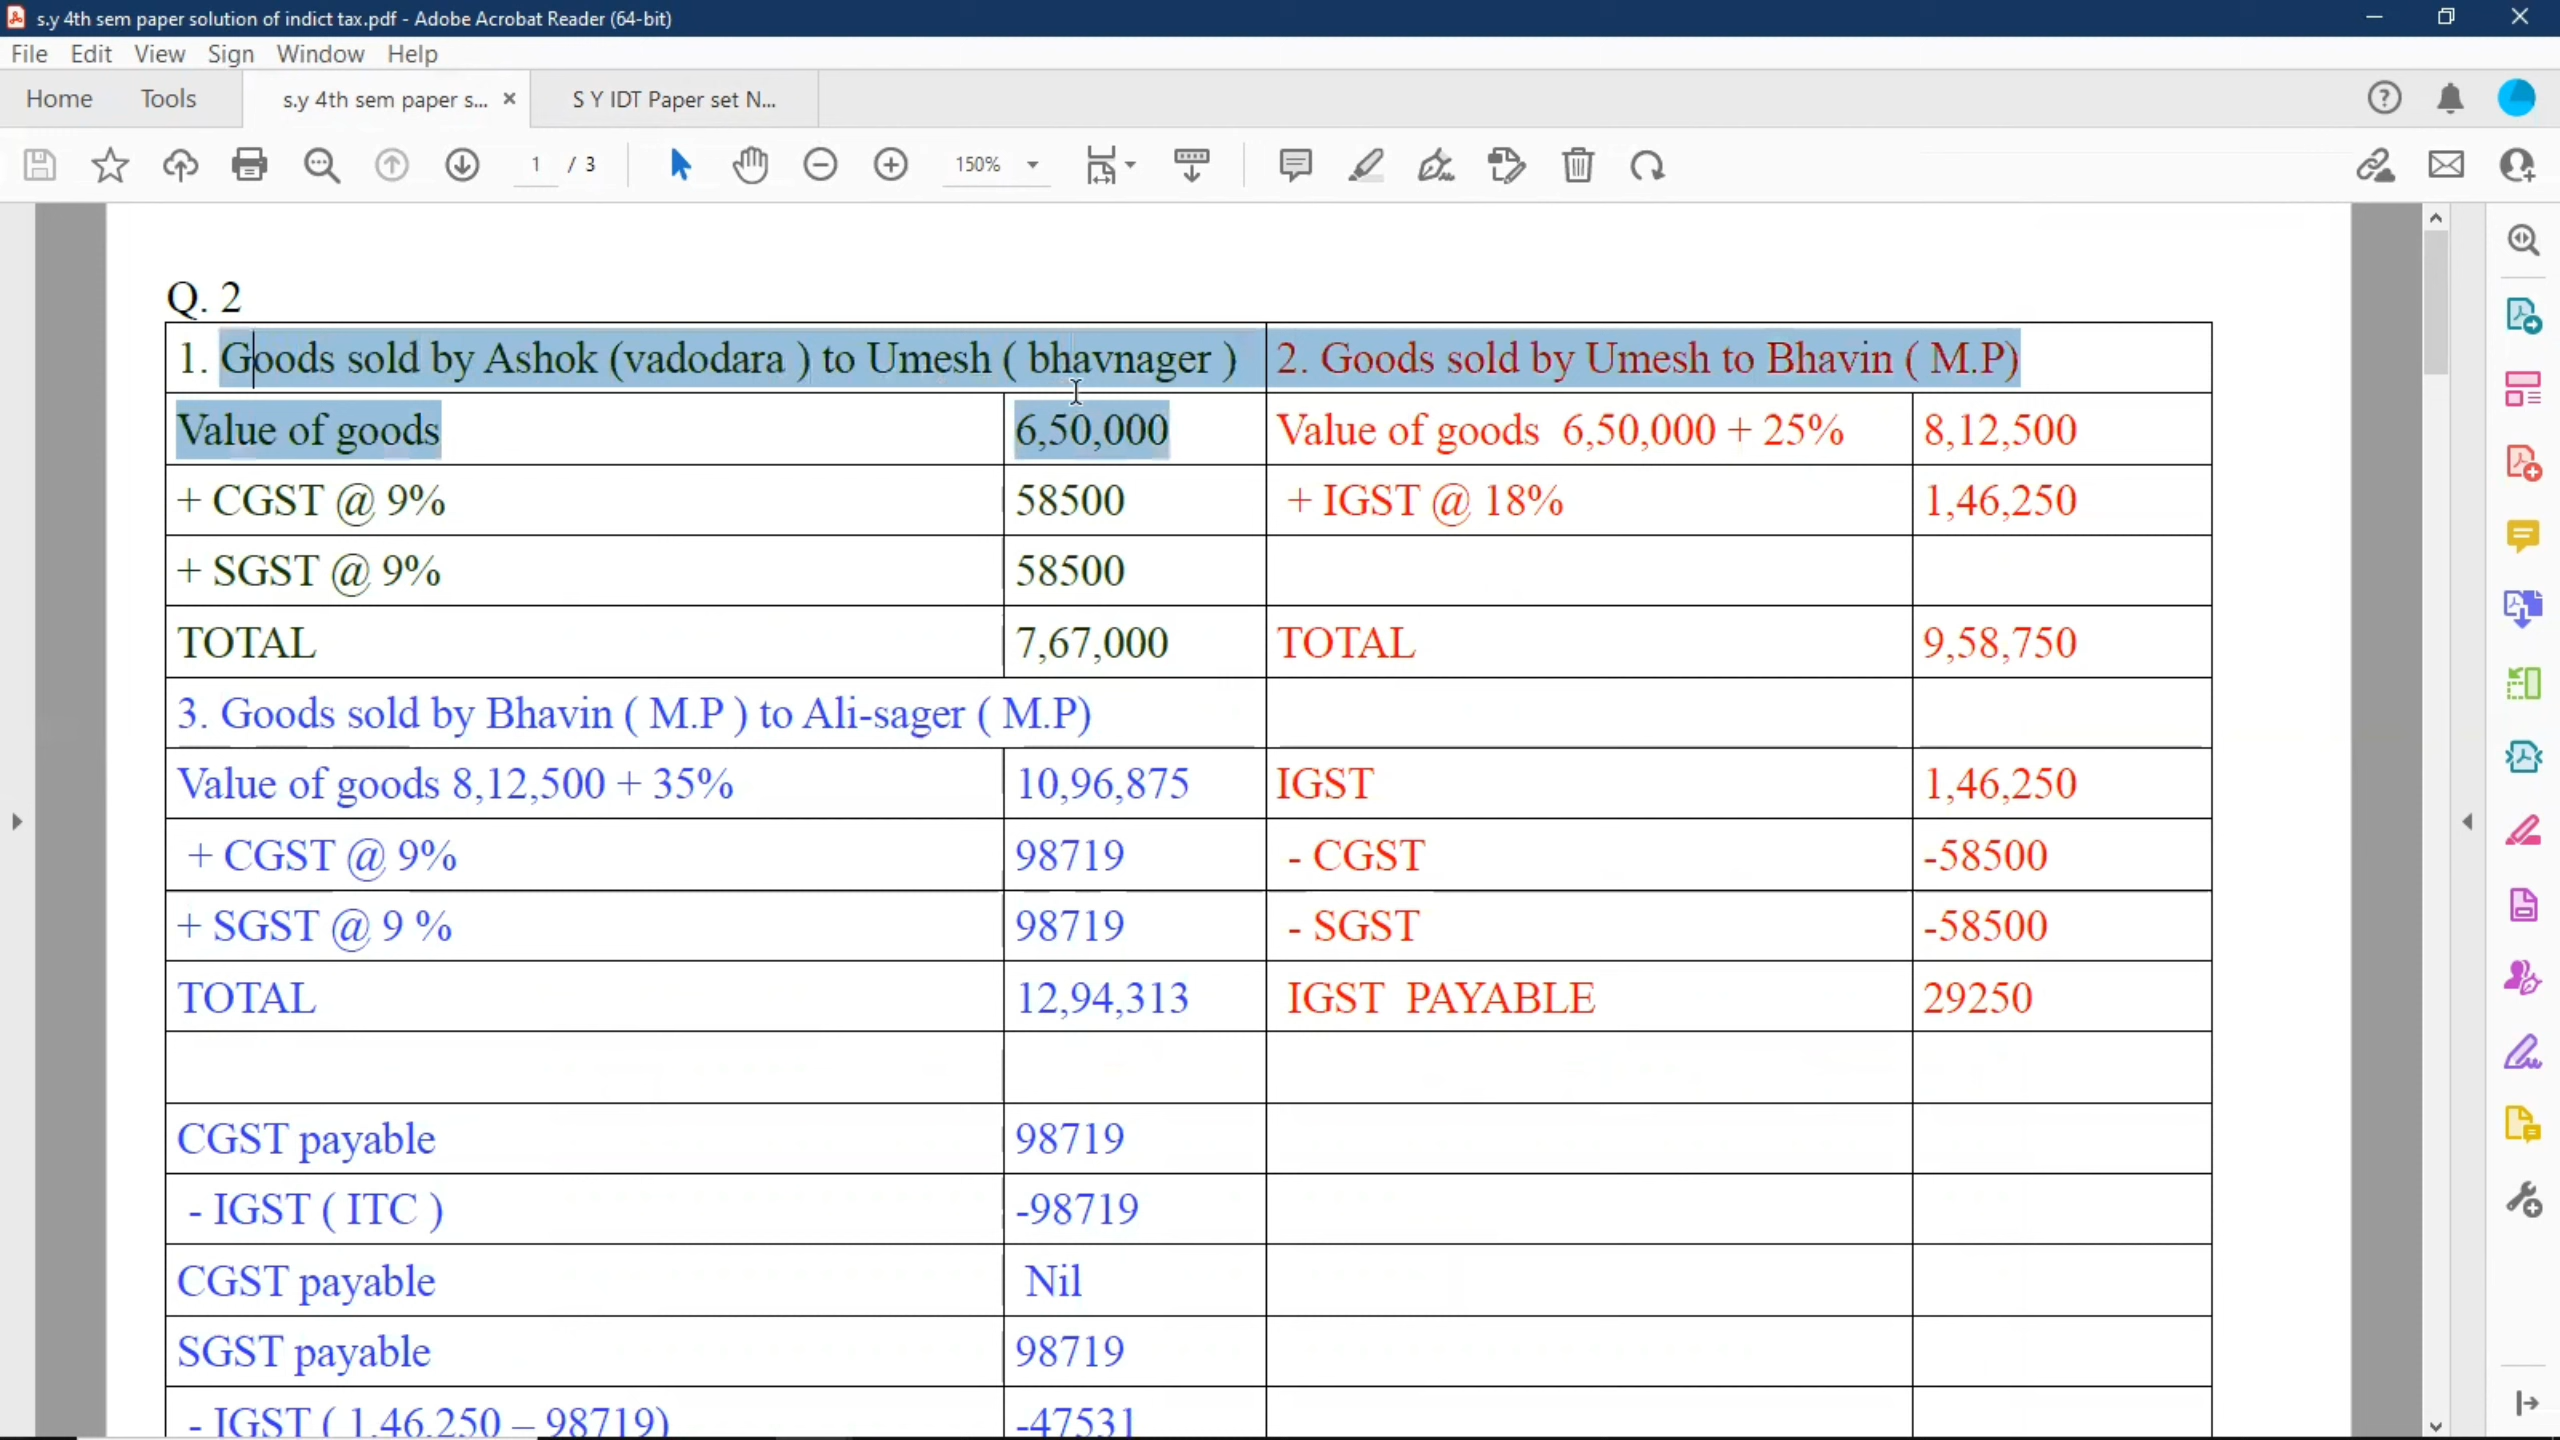 s.y 4th sem paper solution of indict tax.pdf - Adobe Acrobat Reader (64-bit)
File Edit View Sign Window Help
Home Tools s.y 4th sem paper s... S Y IDT Paper set N...
1 / 3 150%
Q. 2
1. Goods sold by Ashok (vadodara ) to Umesh ( bhavnager ) 2. Goods sold by Umesh to Bhavin ( M.P)
Value of goods 6,50,000 Value of goods 6,50,000 + 25% 8,12,500
+ CGST @ 9% 58500 + IGST @ 18% 1,46,250
+ SGST @ 9% 58500
TOTAL 7,67,000 TOTAL 9,58,750
3. Goods sold by Bhavin ( M.P ) to Ali-sager ( M.P)
Value of goods 8,12,500 + 35% 10,96,875 IGST 1,46,250
+ CGST @ 9% 98719 - CGST -58500
+ SGST @ 9 % 98719 - SGST -58500
TOTAL 12,94,313 IGST PAYABLE 29250
CGST payable 98719
- IGST ( ITC ) -98719
CGST payable Nil
SGST payable 98719
- IGST ( 1,46,250 – 98719) -47531